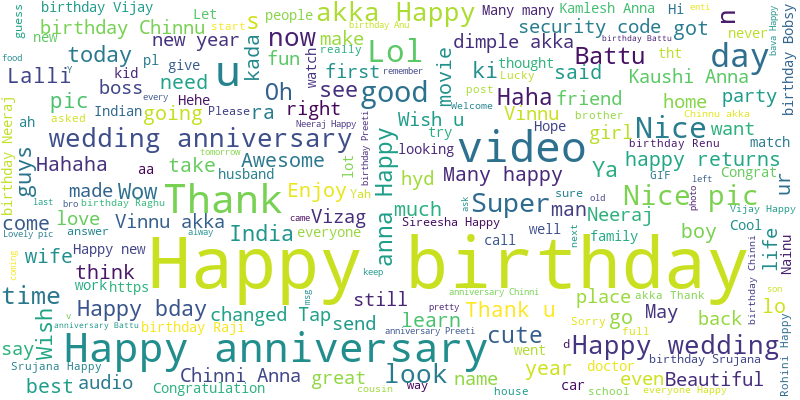 guess
birthday Vijay
Let
people
akka Happy
Many many
Kamlesh Anna
Hi
birthday Bobsy
new
birthday Chinnu
s
birthday Anu
security code
got
n
start
enti
today
pl
new year
kada
now
make
dimple akka
Battu
birthday Battu
tht
never
day
bava Happy
food
Lalli
y
kid
give
u
fun
Lol
movie
ki
thought
said
Lucky
Kaushi Anna
boss
every
need
Oh
first
watch
really
remember
see
good
post
Haha
friend
home
party
pic
Hehe
Indian
Please
ra
right
Neeraj Happy
Welcome
brother
Chinnu akka
ah
asked
going
Wish u
Vinnu
girl
Nice
want
match
birthday Neeraj
guys
wedding anniversary
try
Hope
video
birthday Renu
Hahaha
tomorrow
lot
birthday Preeti
anna Happy
looking
Ya
happy returns
aa
take
Awesome
husband
Many happy
GIF
Congrat
made
Wow
Thank
Enjoy
Yah
hyd
ask
sure
old
left
Nice pic
ur
last
bro
birthday Raghu
came
Vizag
much
Super
man
Neeraj
photo
Vijay Happy
come
love
Vinnu akka
Sireesha Happy
Cool
life
Lovely pic
answer
India
everyone
call
well
next
family
boy
Nainu
wife
Happy new
alway
Happy birthday
birthday Chinni
coming
think
work
https
keep
time
still
msg
anniversary Chinni
place
akka Thank
lo
Wish
Happy bday
changed Tap
pretty
Thank u
Sorry
go
May
back
v
anniversary Battu
birthday Raji
send
learn
anniversary Preeti
cute
full
son
say
Happy anniversary
went
d
Happy wedding
Rohini Happy
Srujana Happy
look
year
doctor
birthday Srujana
best
audio
Chinni Anna
Congratulation
great
cousin
way
name
house
car
school
even
Beautiful
everyone Happy